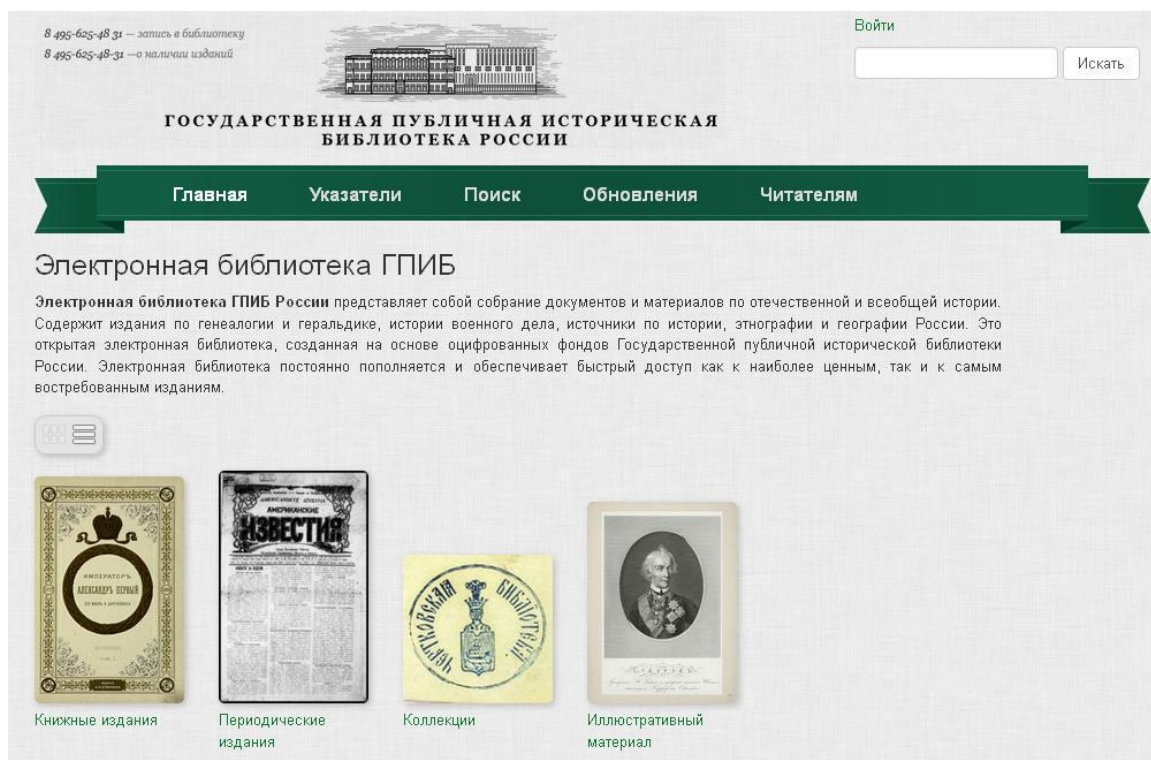 8 495-625-48 31 — запись в библиотеку
8 495-625-48-31 —о наличии изданий
Войти
Искать
ГОСУДАРСТВЕННАЯ ПУБЛИЧНАЯ ИСТОРИЧЕСКАЯ
БИБЛИОТЕКА РОССИИ
Главная Указатели Поиск Обновления Читателям
Электронная библиотека ГПИБ
Электронная библиотека ГПИБ России представляет собой собрание документов и материалов по отечественной и всеобщей истории.
Содержит издания по генеалогии и геральдике, истории военного дела, источники по истории, этнографии и географии России. Это
открытая электронная библиотека, созданная на основе оцифрованных фондов Государственной публичной исторической библиотеки
России. Электронная библиотека постоянно пополняется и обеспечивает быстрый доступ как к наиболее ценным, так и к самым
востребованным изданиям.
ИМПЕРАТОРЪ
АЛЕКСАНДРЪ ПЕРВЫЙ
АМЕРИКАНСКИЕ
ИЗВЕСТИЯ
ЧЕРТКОВСКАЯ БИБЛІОТЕКА
Книжные издания
Периодические
издания
Коллекции
Иллюстративный
материал